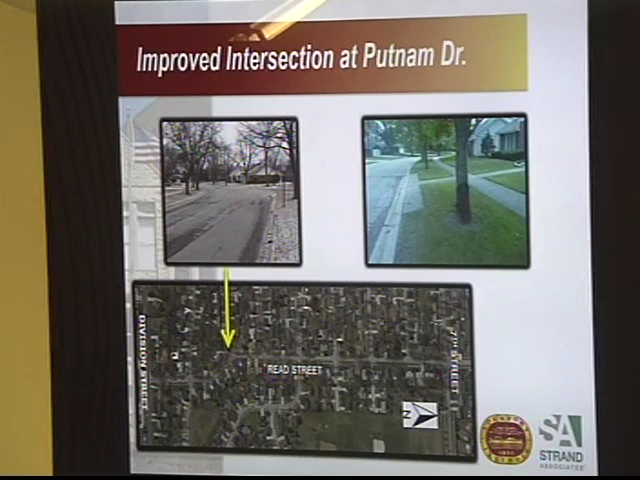 Improved Intersection at Putnam Dr.
DIVISION STREET
READ STREET
7TH STREET
N
SA
STRAND
ASSOCIATES